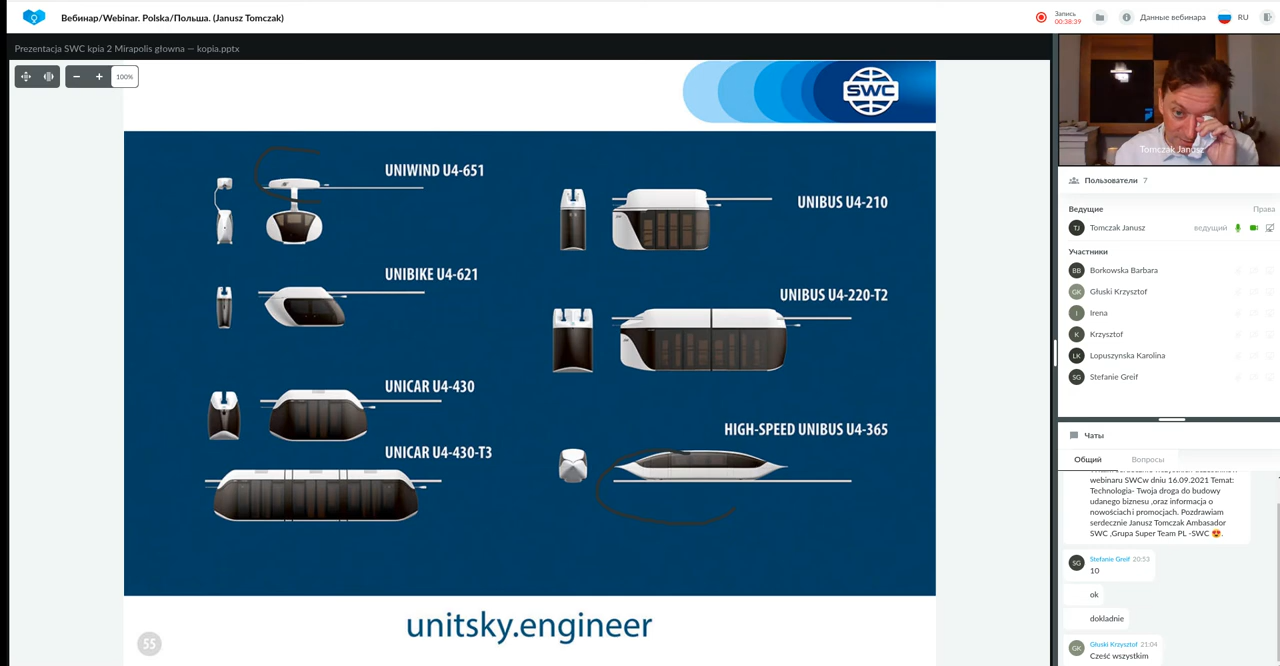 Вебинар/Webinar. Polska/Польша. (Janusz Tomczak)
Запись
00:38:39
Данные вебинара
RU
Prezentacja SWC kpia 2 Mirapolis głowna — kopia.pptx
100%
SWC
UNIWIND U4-651
UNIBUS U4-210
UNIBIKE U4-621
UNIBUS U4-220-T2
UNICAR U4-430
HIGH-SPEED UNIBUS U4-365
UNICAR U4-430-T3
unitsky.engineer
55
Tomczak Janusz
Пользователи 7
Ведущие
Права
TJ Tomczak Janusz ведущий
Участники
BB Borkowska Barbara
GK Głuski Krzysztof
I Irena
K Krzysztof
LK Lopuszynska Karolina
SG Stefanie Greif
Чаты
Общий
Вопросы
webinaru SWCw dniu 16.09.2021 Temat:
Technologia- Twoja droga do budowy
udanego biznesu ,oraz informacja o
nowościach i promocjach. Pozdrawiam
serdecznie Janusz Tomczak Ambasador
SWC ,Grupa Super Team PL -SWC 😍.
SG Stefanie Greif 20:53
10
ok
dokladnie
GK Głuski Krzysztof 21:04
Cześć wszystkim